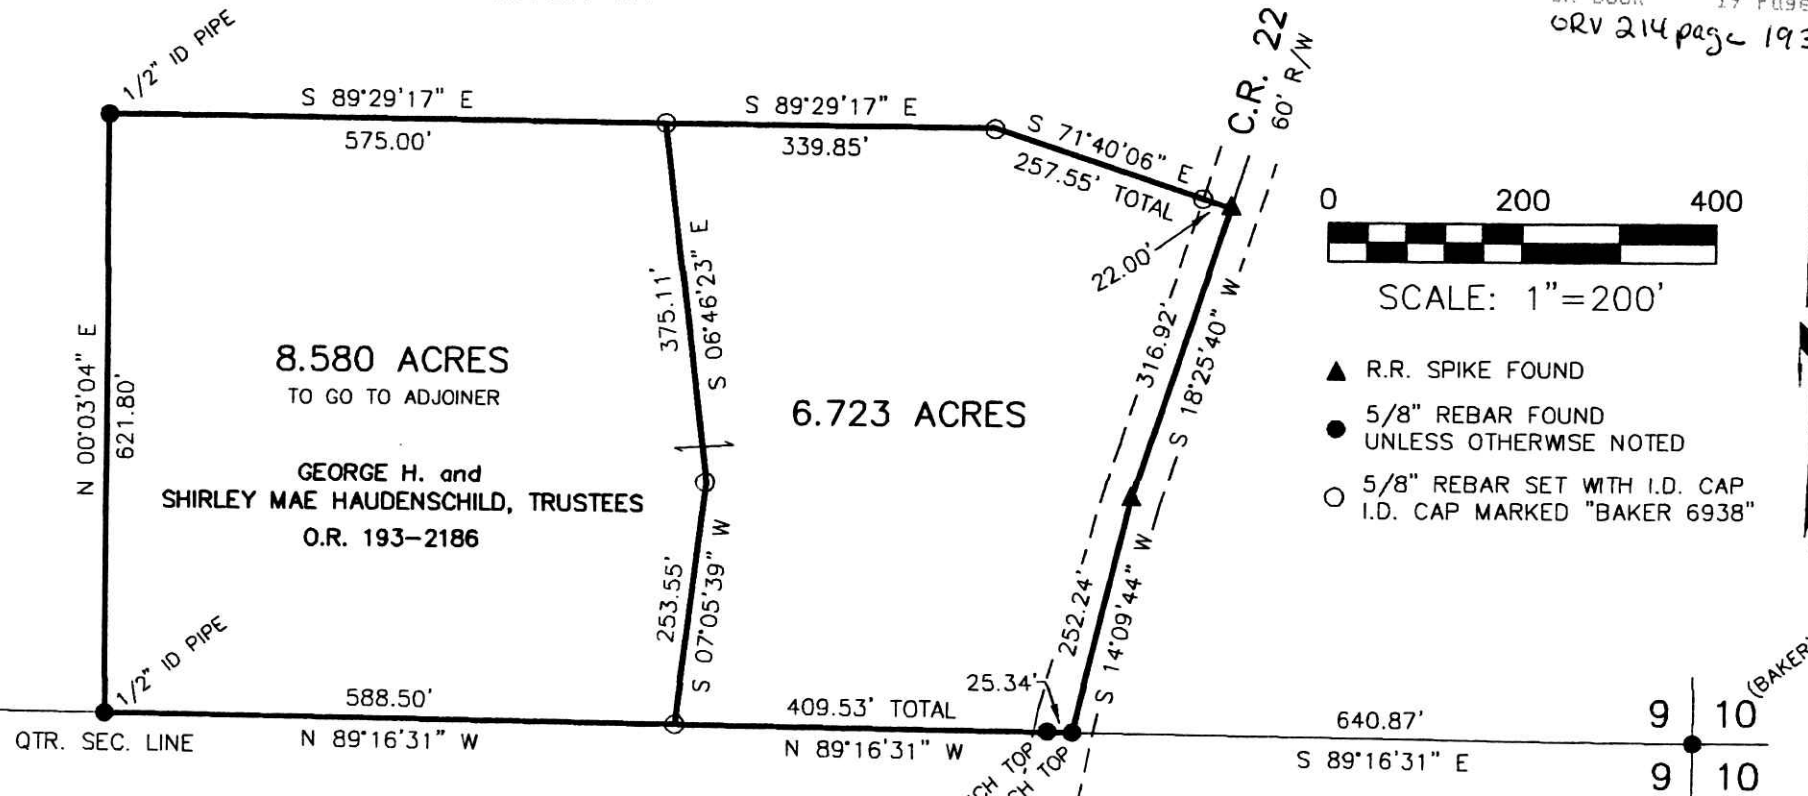 ORV 214 page 193
1/2" ID PIPE
S 89°29'17" E
575.00'
S 89°29'17" E
339.85'
S 71°40'06" E
257.55' TOTAL
C.R. 22
60' R/W
22.00'
0 200 400
SCALE: 1"=200'
▲ R.R. SPIKE FOUND
● 5/8" REBAR FOUND
UNLESS OTHERWISE NOTED
○ 5/8" REBAR SET WITH I.D. CAP
I.D. CAP MARKED "BAKER 6938"
N 00°03'04" E
621.80'
8.580 ACRES
TO GO TO ADJOINER
GEORGE H. and
SHIRLEY MAE HAUDENSCHILD, TRUSTEES
O.R. 193-2186
375.11'
S 06°46'23" E
6.723 ACRES
316.92'
S 18°25'40" W
253.55'
S 07°05'39" W
252.24'
S 14°09'44" W
1/2" ID PIPE
588.50'
N 89°16'31" W
QTR. SEC. LINE
409.53' TOTAL
N 89°16'31" W
25.34'
TOP
TOP
640.87'
S 89°16'31" E
9 10
9 10
(BAKER